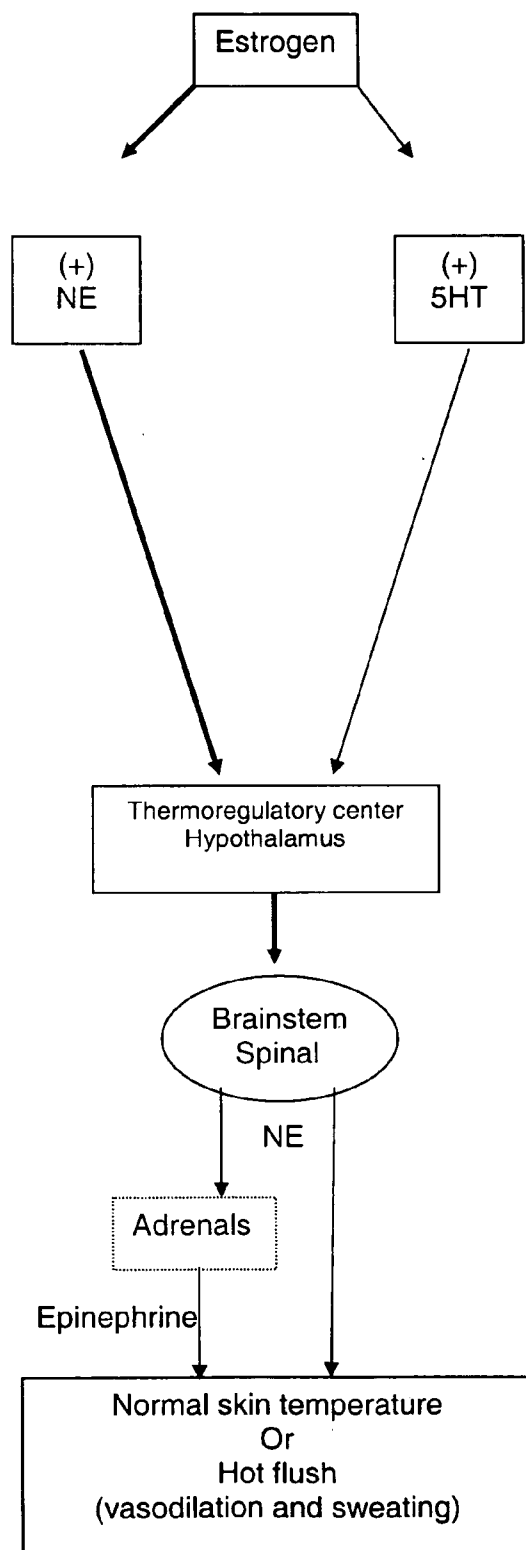 Estrogen
(+)
NE
(+)
5HT
Thermoregulatory center
Hypothalamus
Brainstem
Spinal
NE
Adrenals
Epinephrine
Normal skin temperature
Or
Hot flush
(vasodilation and sweating)